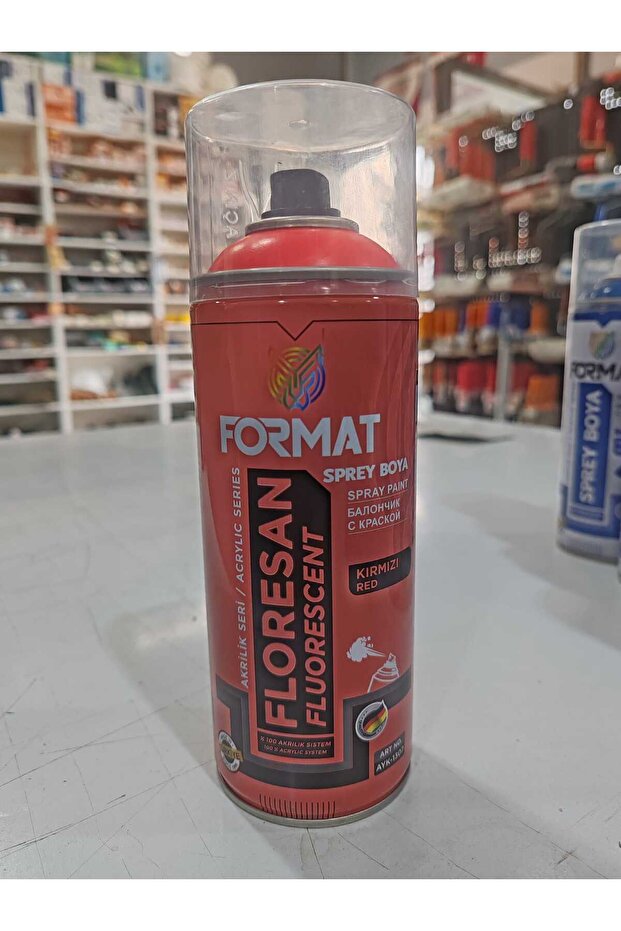 FORMAT
SPREY BOYA
SPRAY PAINT
БАЛОНЧИК
С КРАСКОЙ
AKRİLİK SERİ / ACRYLIC SERIES
FLORESAN
FLUORESCENT
KIRMIZI
RED
% 100 AKRİLİK SİSTEM
100 % ACRYLIC SYSTEM
ART NO.
FORMAT
SPREY BOYA